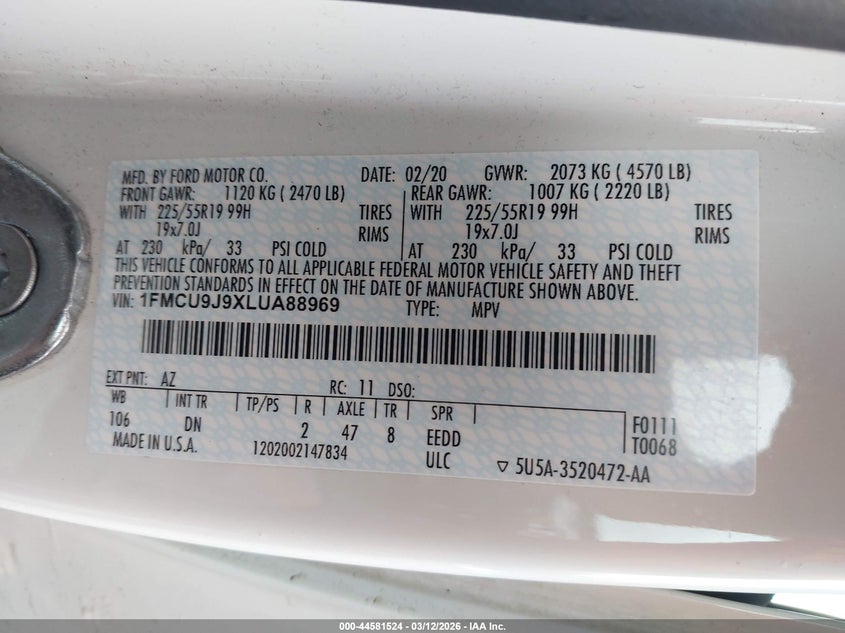 MFD. BY FORD MOTOR CO. DATE: 02/20 GVWR: 2073 KG ( 4570 LB)
FRONT GAWR: 1120 KG ( 2470 LB) REAR GAWR: 1007 KG ( 2220 LB)
WITH 225/55R19 99H TIRES WITH 225/55R19 99H TIRES
19x7.0J RIMS 19x7.0J RIMS
AT 230 kPa/ 33 PSI COLD AT 230 kPa/ 33 PSI COLD
THIS VEHICLE CONFORMS TO ALL APPLICABLE FEDERAL MOTOR VEHICLE SAFETY AND THEFT
PREVENTION STANDARDS IN EFFECT ON THE DATE OF MANUFACTURE SHOWN ABOVE.
VIN: 1FMCU9J9XLUA88969 TYPE: MPV
EXT PNT: AZ RC: 11 DSO:
WB INT TR TP/PS R AXLE TR SPR F0111
106 DN 2 47 8 EEDD T0068
MADE IN U.S.A. 1202002147834 ULC ▽ 5U5A-3520472-AA
000-44581524 - 03/12/2026 - IAA Inc.